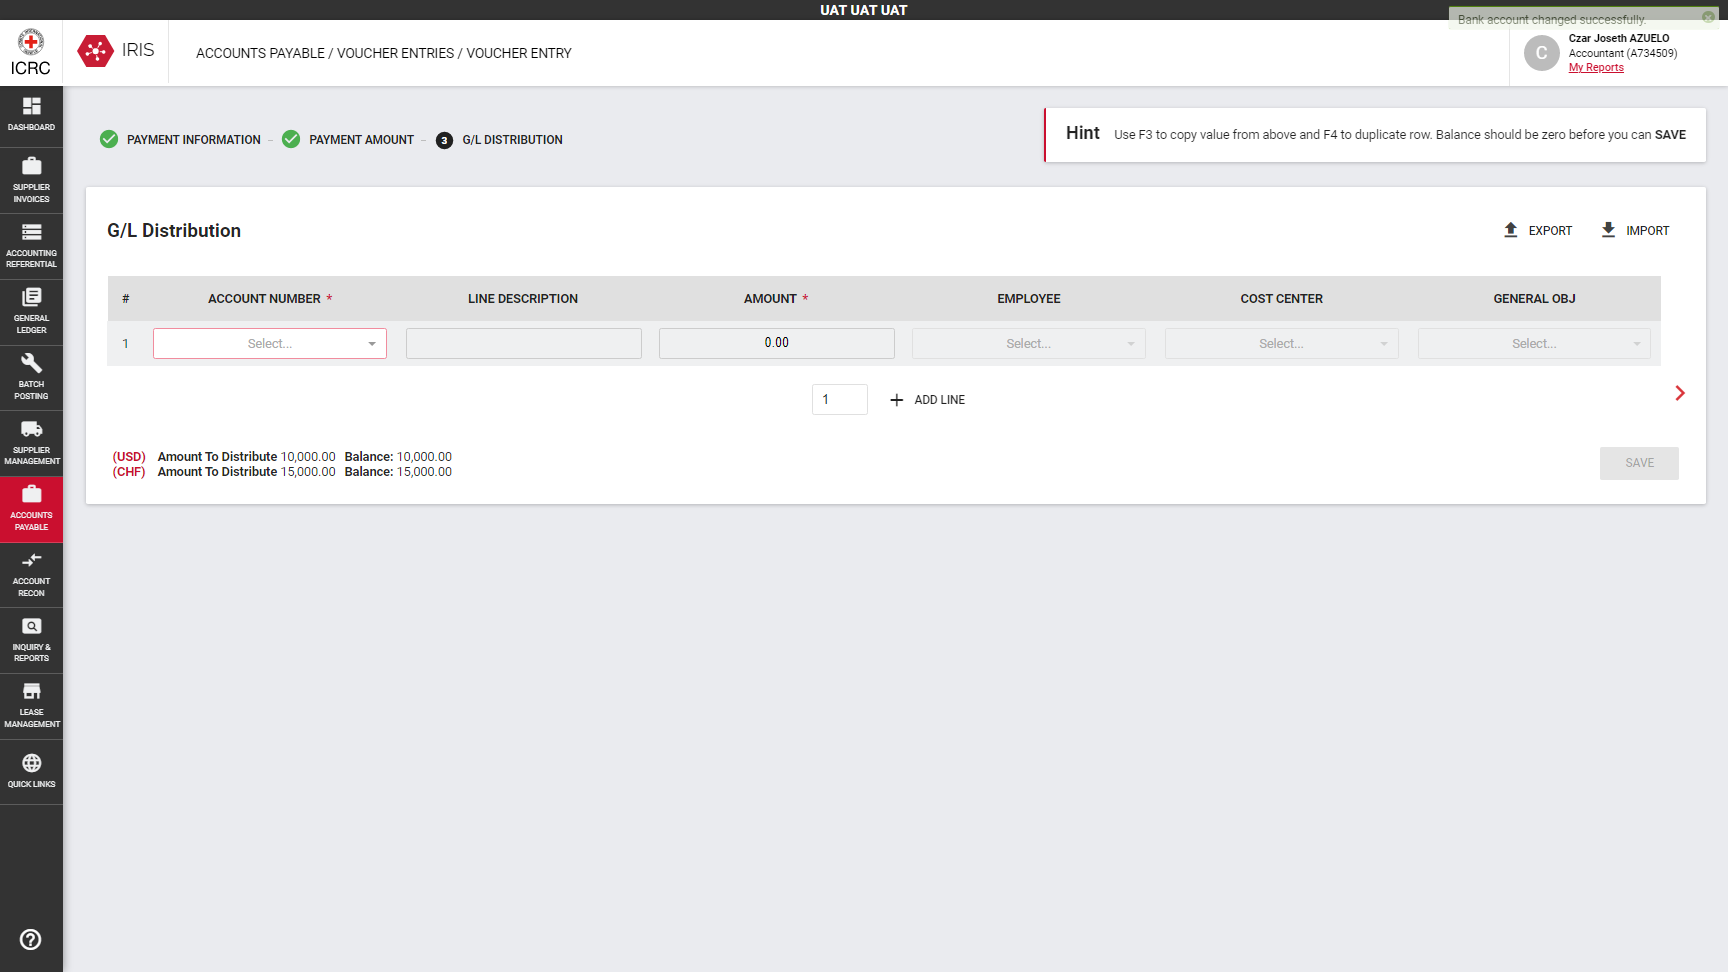 UAT UAT UAT
Bank account changed successfully.
ICRC
IRIS
ACCOUNTS PAYABLE / VOUCHER ENTRIES / VOUCHER ENTRY
C
Czar Joseth AZUELO
Accountant (A734509)
My Reports
DASHBOARD
SUPPLIER
INVOICES
ACCOUNTING
REFERENTIAL
GENERAL
LEDGER
BATCH
POSTING
SUPPLIER
MANAGEMENT
ACCOUNTS
PAYABLE
ACCOUNT
RECON
INQUIRY &
REPORTS
LEASE
MANAGEMENT
QUICK LINKS
PAYMENT INFORMATION – PAYMENT AMOUNT – 3 G/L DISTRIBUTION
Hint Use F3 to copy value from above and F4 to duplicate row. Balance should be zero before you can SAVE
G/L Distribution
EXPORT IMPORT
# ACCOUNT NUMBER * LINE DESCRIPTION AMOUNT * EMPLOYEE COST CENTER GENERAL OBJ
1 Select... 0.00 Select... Select... Select...
1 + ADD LINE
(USD) Amount To Distribute 10,000.00 Balance: 10,000.00
(CHF) Amount To Distribute 15,000.00 Balance: 15,000.00
SAVE